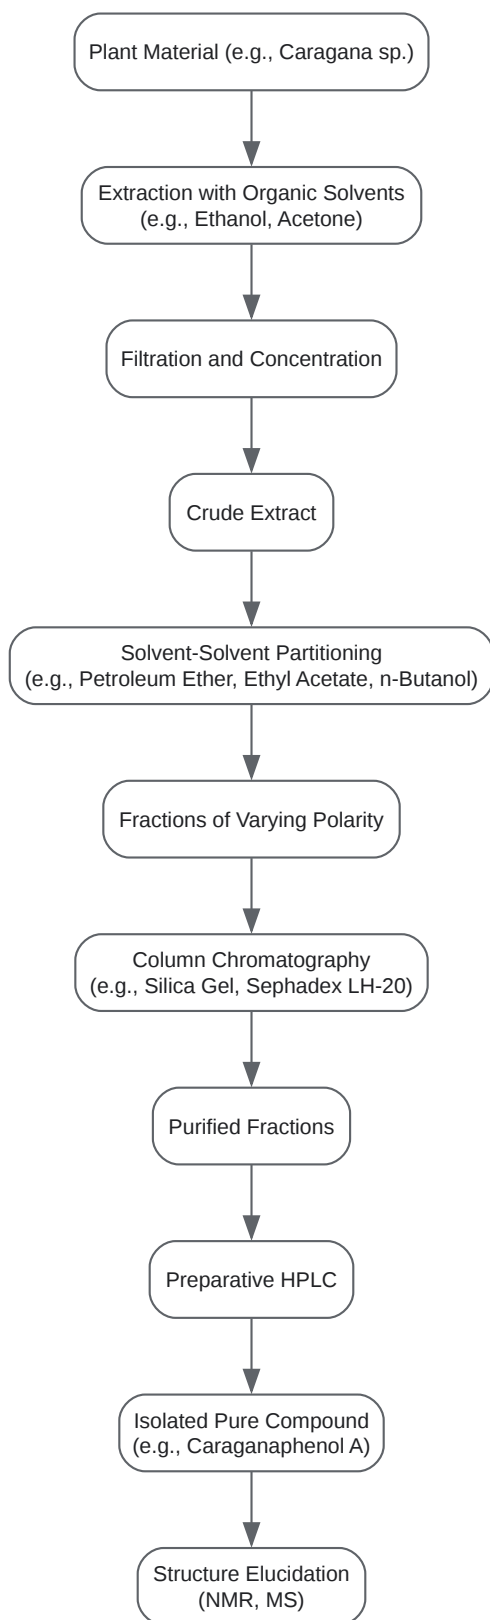 Plant Material (e.g., Caragana sp.)
Extraction with Organic Solvents
(e.g., Ethanol, Acetone)
Filtration and Concentration
Crude Extract
Solvent-Solvent Partitioning
(e.g., Petroleum Ether, Ethyl Acetate, n-Butanol)
Fractions of Varying Polarity
Column Chromatography
(e.g., Silica Gel, Sephadex LH-20)
Purified Fractions
Preparative HPLC
Isolated Pure Compound
(e.g., Caraganaphenol A)
Structure Elucidation
(NMR, MS)